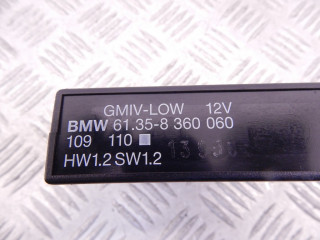 GMIV-LOW 12V
BMW 61.35-8 360 060
109 110
HW1.2 SW1.2